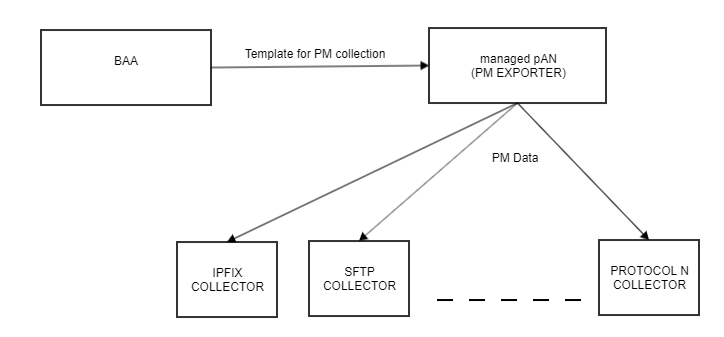 BAA
Template for PM collection
managed pAN
(PM EXPORTER)
PM Data
IPFIX
COLLECTOR
SFTP
COLLECTOR
PROTOCOL N
COLLECTOR